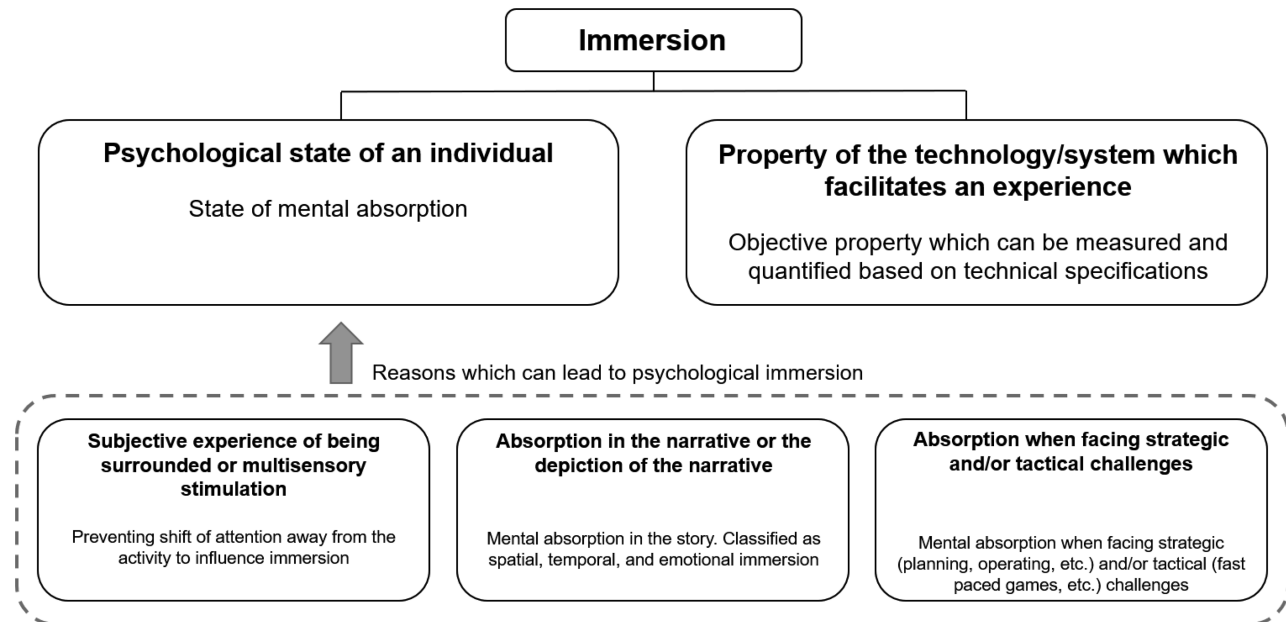 Immersion
Psychological state of an individual
State of mental absorption
Property of the technology/system which
facilitates an experience
Objective property which can be measured and
quantified based on technical specifications
Reasons which can lead to psychological immersion
Subjective experience of being
surrounded or multisensory
stimulation
Preventing shift of attention away from the
activity to influence immersion
Absorption in the narrative or the
depiction of the narrative
Mental absorption in the story. Classified as
spatial, temporal, and emotional immersion
Absorption when facing strategic
and/or tactical challenges
Mental absorption when facing strategic
(planning, operating, etc.) and/or tactical (fast
paced games, etc.) challenges